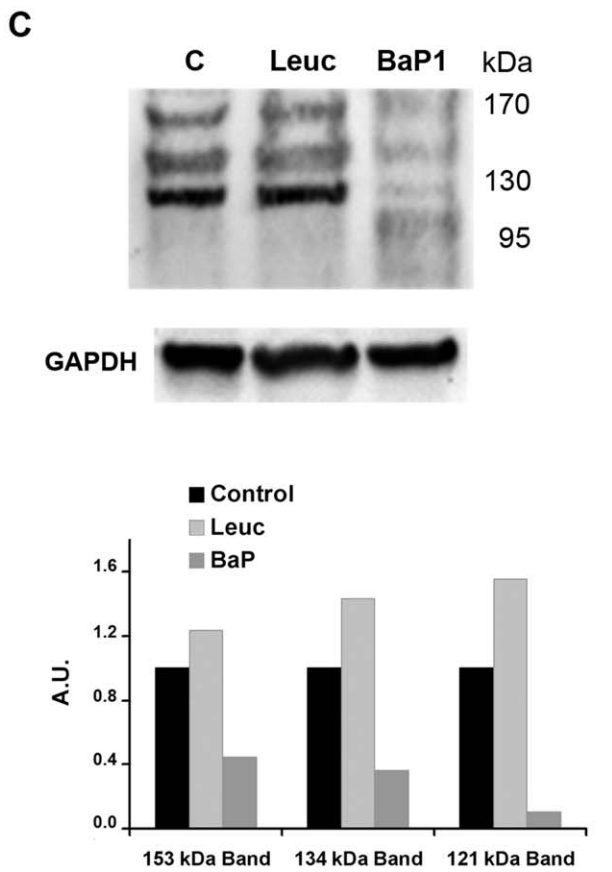 C
C Leuc BaP1 kDa
170
130
95
GAPDH
Control
Leuc
BaP
1.6
1.2
0.8
0.4
0.0
A.U.
153 kDa Band 134 kDa Band 121 kDa Band